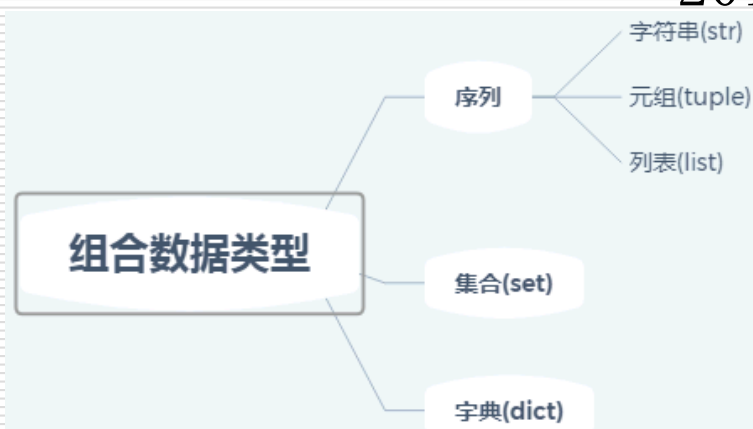 字符串(str)
序列
元组(tuple)
列表(list)
组合数据类型
集合(set)
字典(dict)